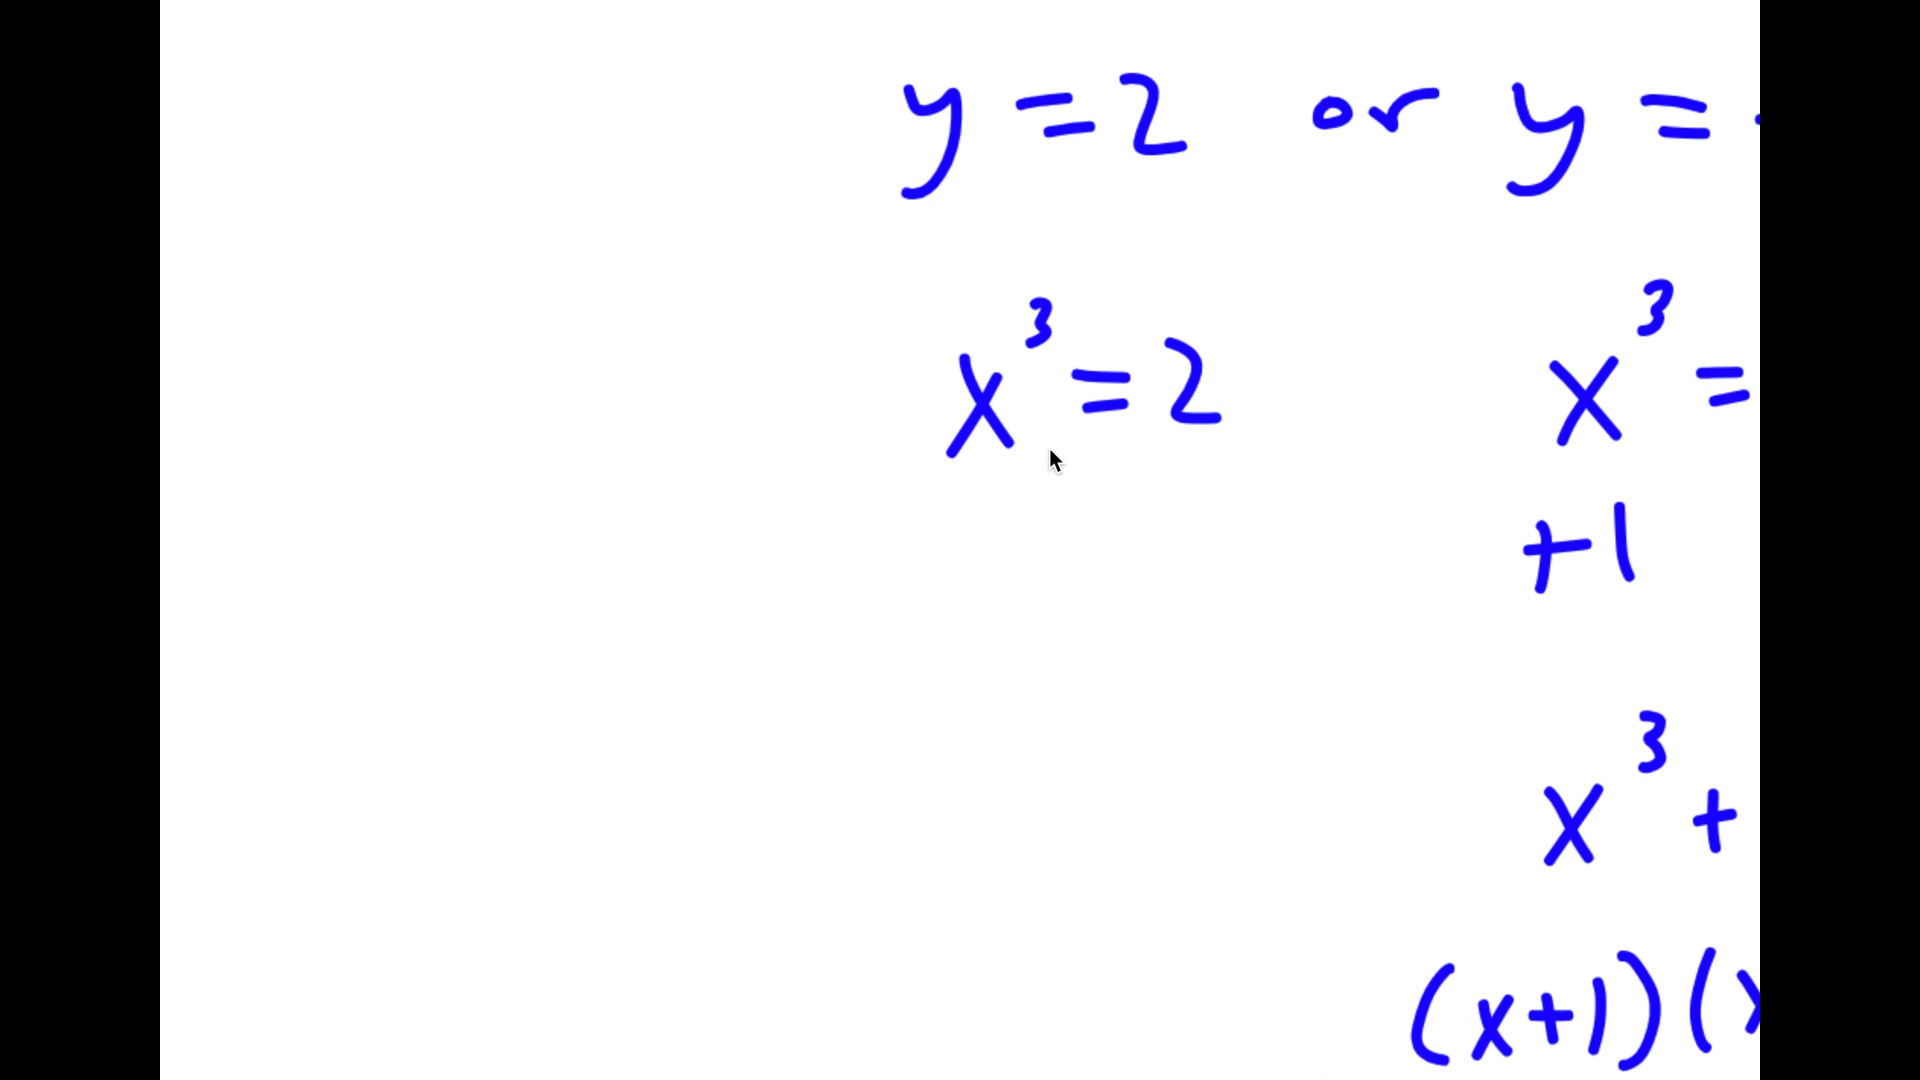 y = 2 or y =
x³ = 2 x³ =
+1
x³ +
(x+1)(